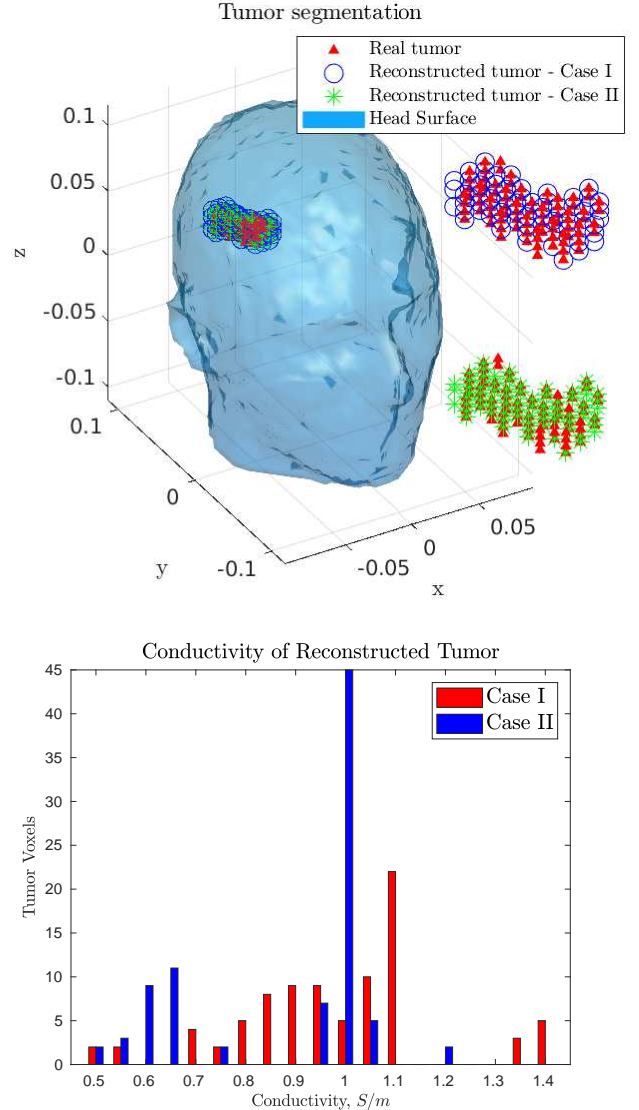 Tumor segmentation
Real tumor
Reconstructed tumor - Case I
Reconstructed tumor - Case II
Head Surface
0.1
0.05
0
-0.05
-0.1
z
0.1
0
-0.1
y
-0.05
0
0.05
x
Conductivity of Reconstructed Tumor
Case I
Case II
45
40
35
30
25
20
15
10
5
0
Tumor Voxels
0.5 0.6 0.7 0.8 0.9 1 1.1 1.2 1.3 1.4
Conductivity, S/m